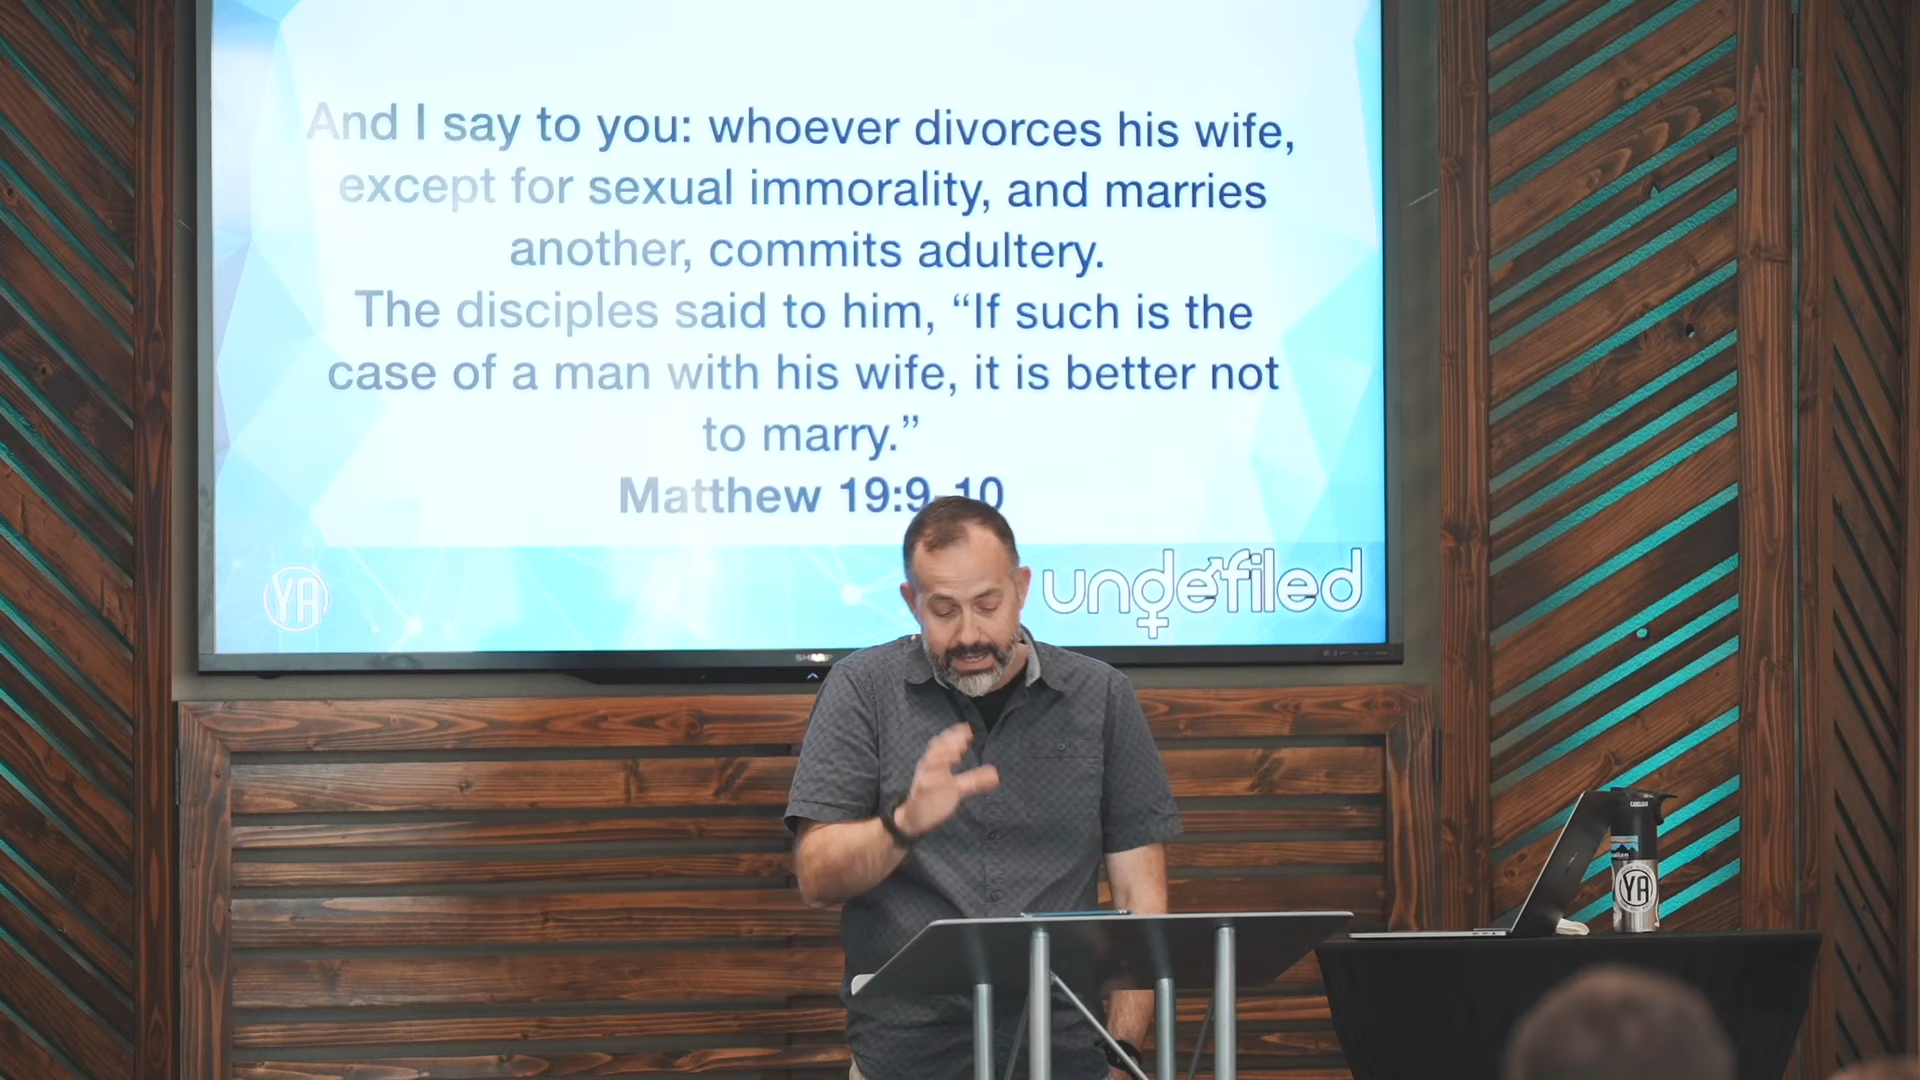 And I say to you: whoever divorces his wife,
except for sexual immorality, and marries
another, commits adultery.
The disciples said to him, “If such is the
case of a man with his wife, it is better not
to marry.”
Matthew 19:9-10
YA
undefiled
SHARP
CAMELBAK
YA